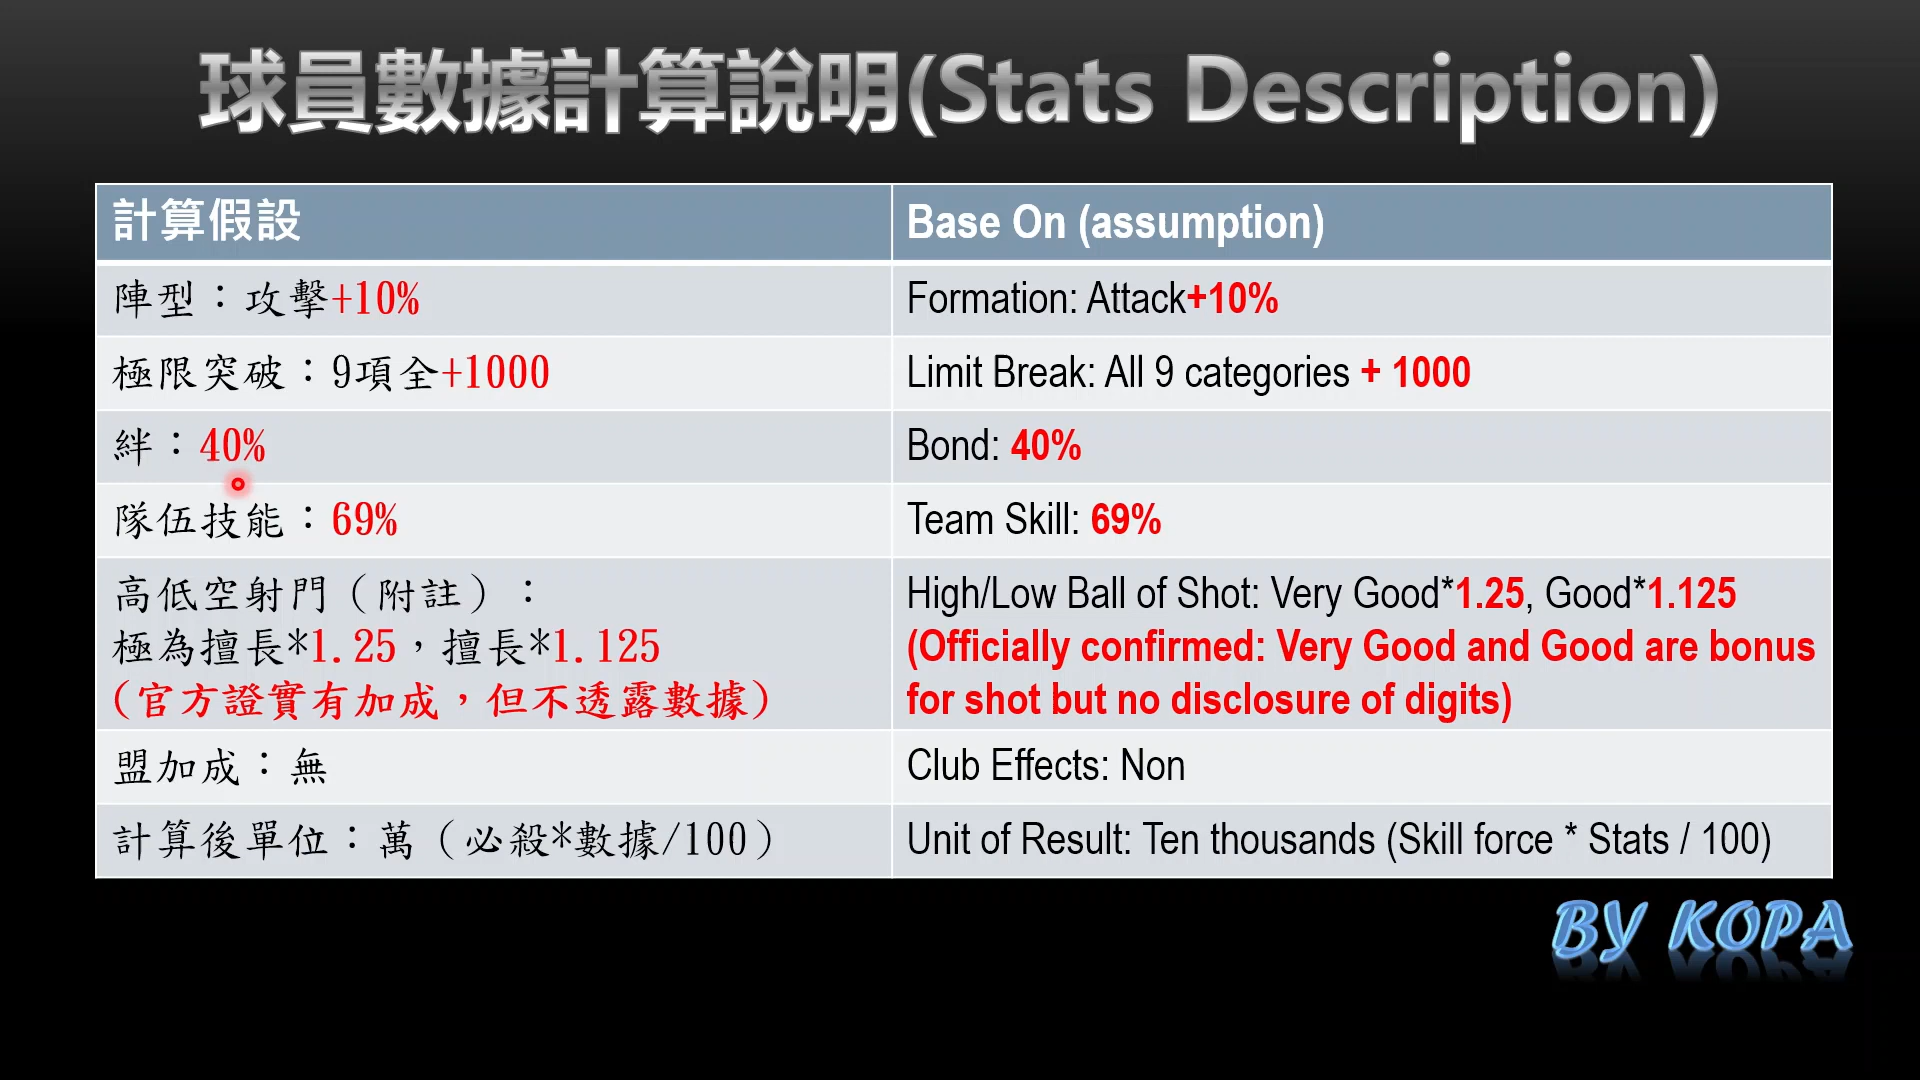 球員數據計算說明(Stats Description)
計算假設
Base On (assumption)
陣型：攻擊+10%
Formation: Attack+10%
極限突破：9項全+1000
Limit Break: All 9 categories + 1000
絆：40%
Bond: 40%
隊伍技能：69%
Team Skill: 69%
高低空射門（附註）：
極為擅長*1.25，擅長*1.125
(官方證實有加成，但不透露數據)
High/Low Ball of Shot: Very Good*1.25, Good*1.125
(Officially confirmed: Very Good and Good are bonus
for shot but no disclosure of digits)
盟加成：無
Club Effects: Non
計算後單位：萬（必殺*數據/100）
Unit of Result: Ten thousands (Skill force * Stats / 100)
BY KOPA